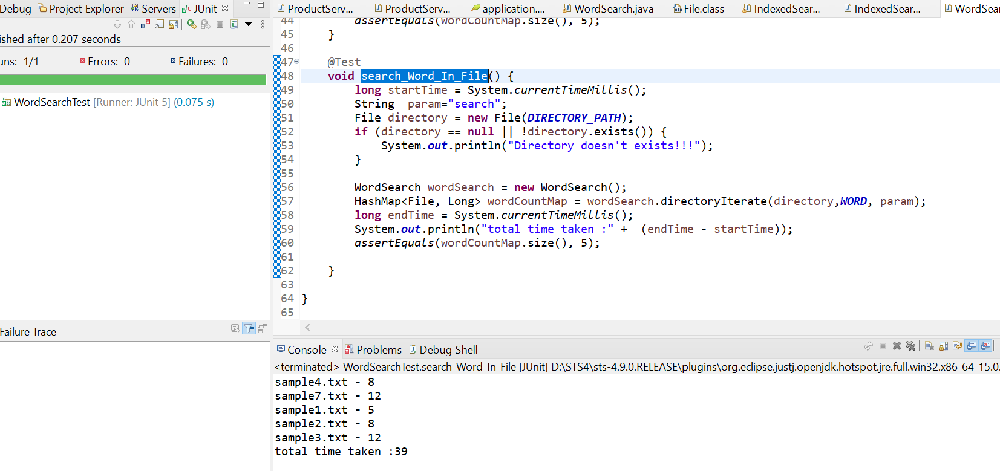 Debug Project Explorer Servers JUnit
ished after 0.207 seconds
uns: 1/1 Errors: 0 Failures: 0
WordSearchTest [Runner: JUnit 5] (0.075 s)
Failure Trace
ProductServ... ProductServ... application.... WordSearch.java File.class IndexedSear... IndexedSear... WordSear
44 assertEquals(wordCountMap.size(), 5);
45 }
46
47 @Test
48 void search_Word_In_File() {
49 long startTime = System.currentTimeMillis();
50 String  param="search";
51 File directory = new File(DIRECTORY_PATH);
52 if (directory == null || !directory.exists()) {
53 System.out.println("Directory doesn't exists!!!");
54 }
55
56 WordSearch wordSearch = new WordSearch();
57 HashMap<File, Long> wordCountMap = wordSearch.directoryIterate(directory,WORD, param);
58 long endTime = System.currentTimeMillis();
59 System.out.println("total time taken :" +  (endTime - startTime));
60 assertEquals(wordCountMap.size(), 5);
61
62 }
63
64 }
65
Console Problems Debug Shell
<terminated> WordSearchTest.search_Word_In_File [JUnit] D:\STS4\sts-4.9.0.RELEASE\plugins\org.eclipse.justj.openjdk.hotspot.jre.full.win32.x86_64_15.0.
sample4.txt - 8
sample7.txt - 12
sample1.txt - 5
sample2.txt - 8
sample3.txt - 12
total time taken :39